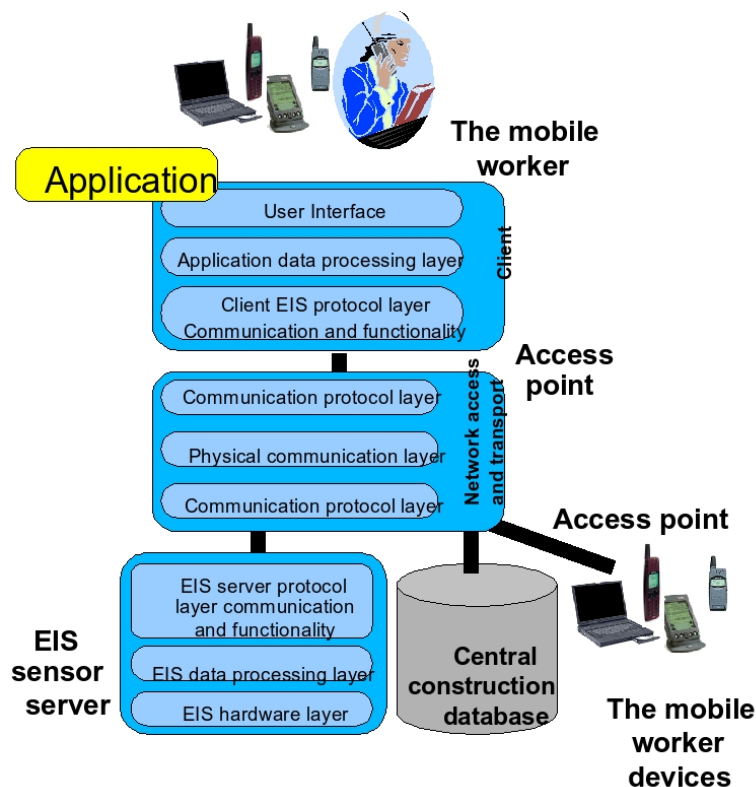 The mobile
worker
Application
User Interface
Application data processing layer
Client EIS protocol layer
Communication and functionality
Client
Access
point
Communication protocol layer
Physical communication layer
Communication protocol layer
Network access
and transport
Access point
EIS
sensor
server
EIS server protocol
layer communication
and functionality
EIS data processing layer
EIS hardware layer
Central
construction
database
The mobile
worker
devices